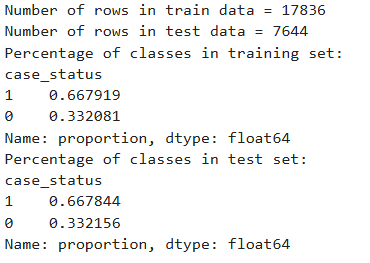 Number of rows in train data = 17836
Number of rows in test data = 7644
Percentage of classes in training set:
case_status
1    0.667919
0    0.332081
Name: proportion, dtype: float64
Percentage of classes in test set:
case_status
1    0.667844
0    0.332156
Name: proportion, dtype: float64